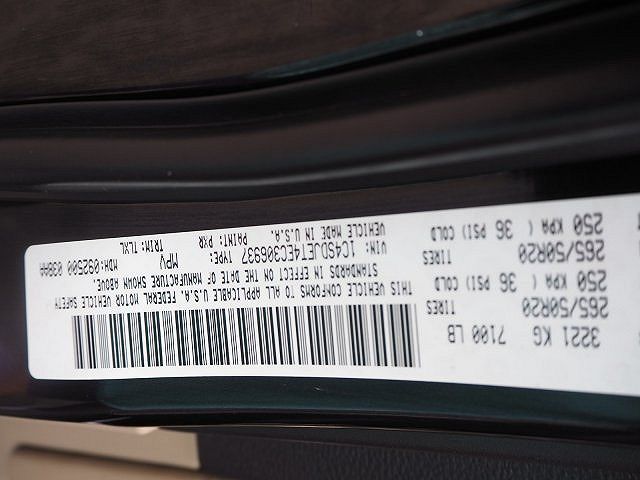 3221 KG 7100 LB
265/50R20 TIRES
250 KPA ( 36 PSI) COLD
265/50R20 TIRES
250 KPA ( 36 PSI) COLD
THIS VEHICLE CONFORMS TO ALL APPLICABLE U.S.A. FEDERAL MOTOR VEHICLE SAFETY
STANDARDS IN EFFECT ON THE DATE OF MANUFACTURE SHOWN ABOVE.
VIN: 1C4SDJET4EC306937 TYPE: MPV MDH: 092500 039AA
VEHICLE MADE IN U.S.A. PAINT: PXR TRIM: TLXL